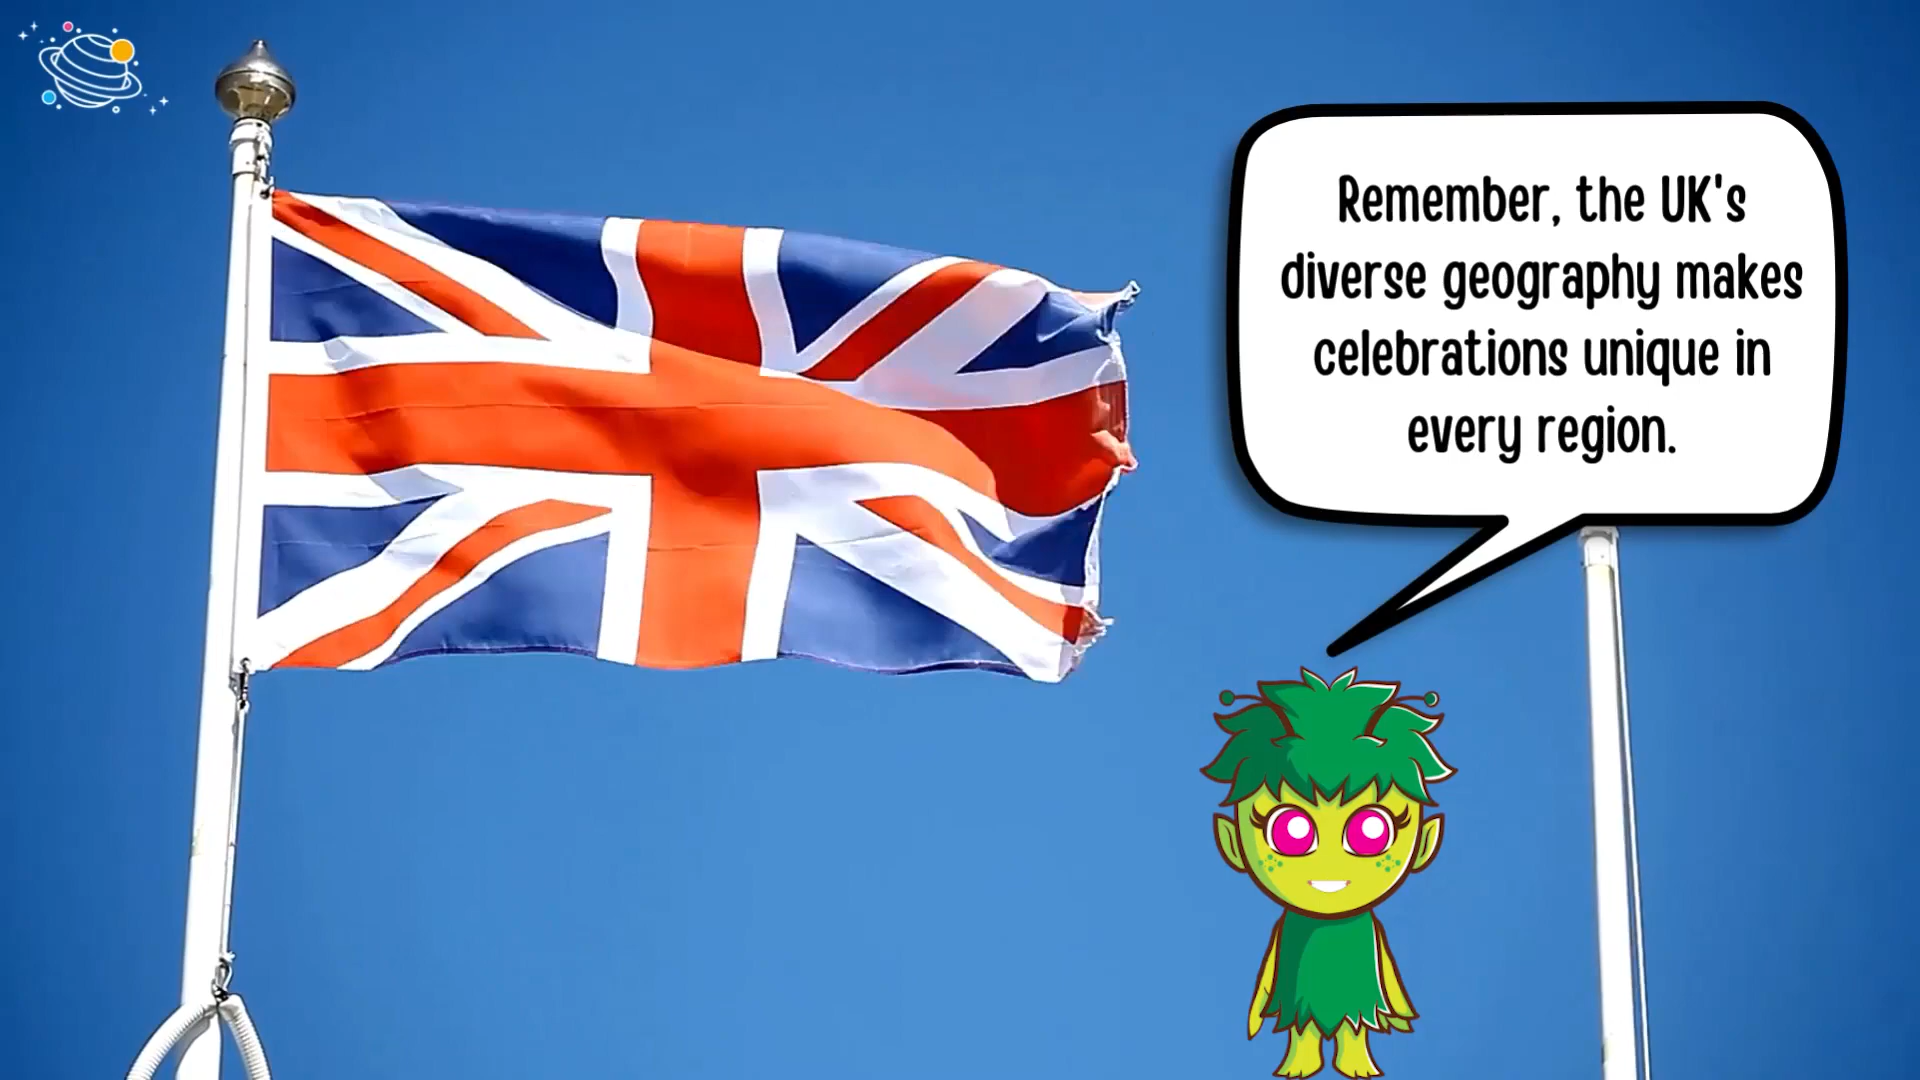 Remember, the UK's
diverse geography makes
celebrations unique in
every region.